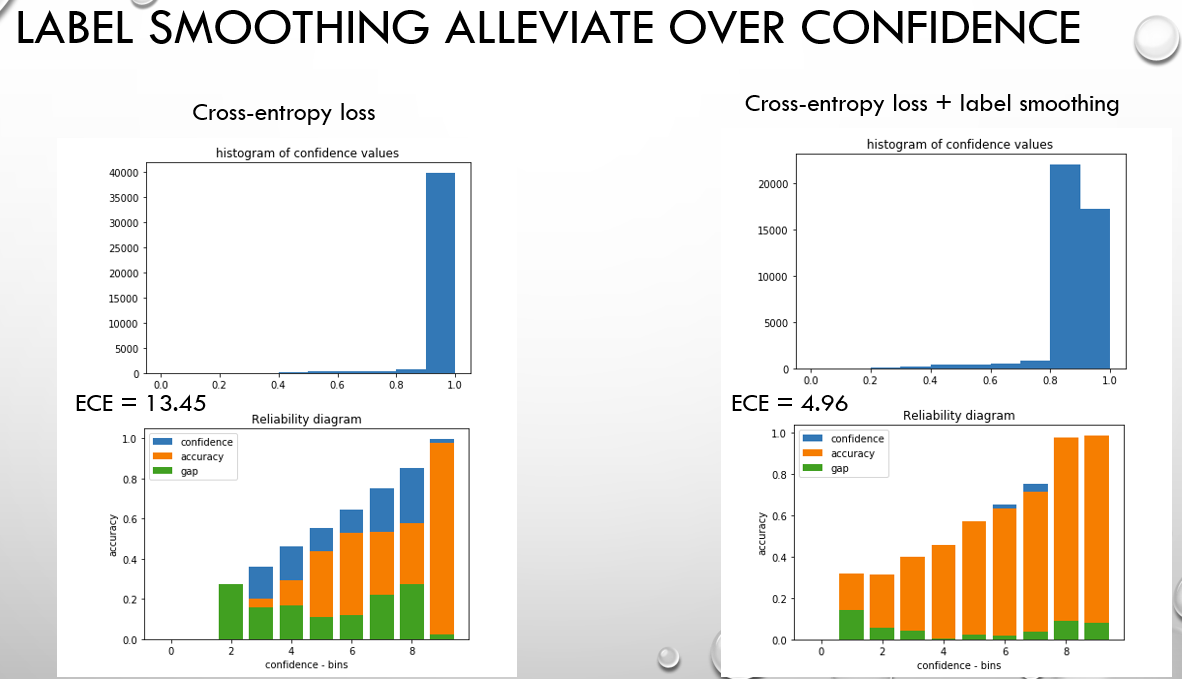 LABEL SMOOTHING ALLEVIATE OVER CONFIDENCE
Cross-entropy loss
histogram of confidence values
40000
35000
30000
25000
20000
15000
10000
5000
0
0.0 0.2 0.4 0.6 0.8 1.0
ECE = 13.45
Reliability diagram
confidence
accuracy
gap
accuracy
1.0
0.8
0.6
0.4
0.2
0.0
0 2 4 6 8
confidence - bins
Cross-entropy loss + label smoothing
histogram of confidence values
20000
15000
10000
5000
0
0.0 0.2 0.4 0.6 0.8 1.0
ECE = 4.96
Reliability diagram
confidence
accuracy
gap
accuracy
1.0
0.8
0.6
0.4
0.2
0.0
0 2 4 6 8
confidence - bins